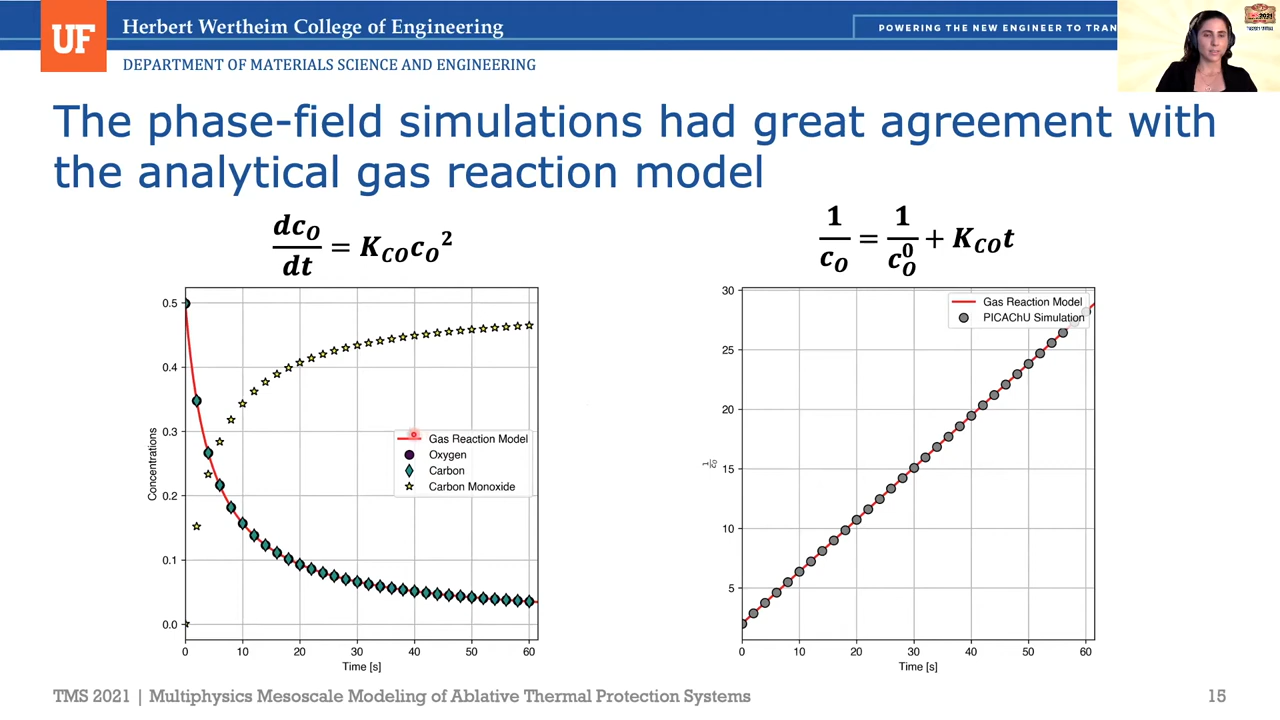 UF
Herbert Wertheim College of Engineering
POWERING THE NEW ENGINEER TO TRAN
TMS2021
DEPARTMENT OF MATERIALS SCIENCE AND ENGINEERING
The phase-field simulations had great agreement with
the analytical gas reaction model
dc_O/dt = K_CO c_O²
1/c_O = 1/c_O⁰ + K_CO t
0.5
0.4
0.3
0.2
0.1
0.0
Concentrations
Gas Reaction Model
Oxygen
Carbon
Carbon Monoxide
0 10 20 30 40 50 60
Time [s]
30
25
20
15
10
5
1/c_O
Gas Reaction Model
PICAChU Simulation
0 10 20 30 40 50 60
Time [s]
TMS 2021 | Multiphysics Mesoscale Modeling of Ablative Thermal Protection Systems
15